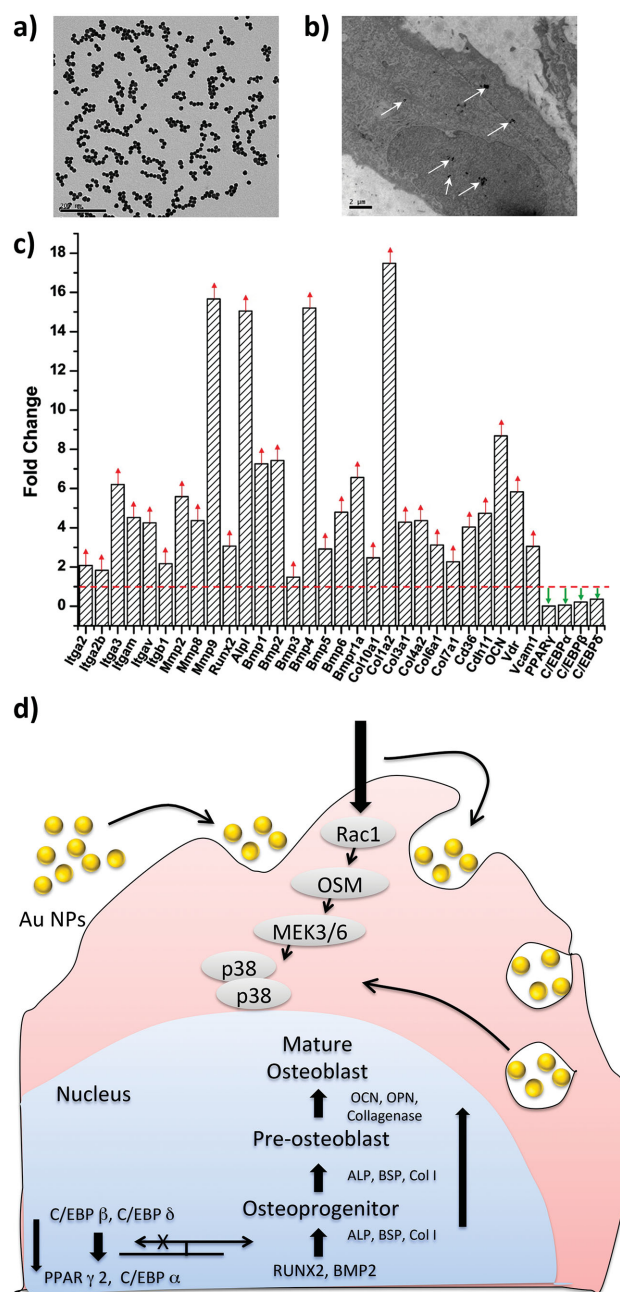 a)
b)
2 µm
c)
Fold Change
18
16
14
12
10
8
6
4
2
0
Itga2
Itga2b
Itga3
Itgam
Itgav
Itgb1
Mmp2
Mmp8
Mmp9
Runx2
Alpl
Bmp1
Bmp2
Bmp3
Bmp4
Bmp5
Bmp6
Bmpr1a
Col10a1
Col1a2
Col3a1
Col4a2
Col6a1
Col7a1
Cd36
Cdh11
OCN
Vdr
Vcam1
PPARγ
C/EBPα
C/EBPβ
C/EBPδ
d)
Rac1
OSM
MEK3/6
p38
p38
Au NPs
Nucleus
Mature
Osteoblast
OCN, OPN,
Collagenase
Pre-osteoblast
ALP, BSP, Col I
Osteoprogenitor
ALP, BSP, Col I
RUNX2, BMP2
C/EBP β, C/EBP δ
PPAR γ 2, C/EBP α